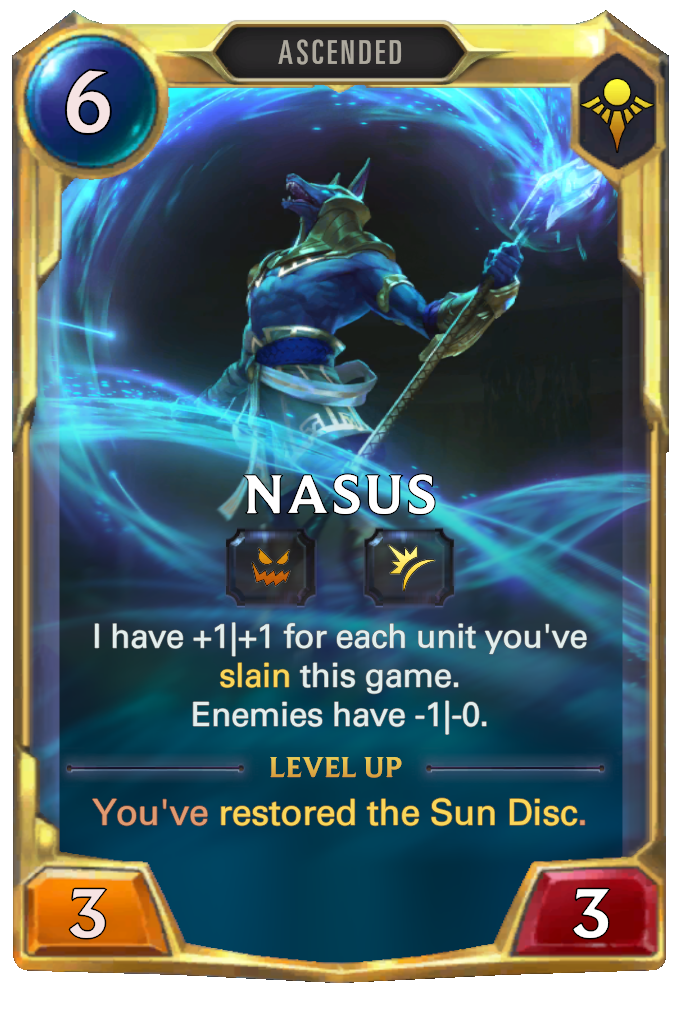 ASCENDED
6
NASUS
I have +1|+1 for each unit you've
slain this game.
Enemies have -1|-0.
LEVEL UP
You've restored the Sun Disc.
3
3